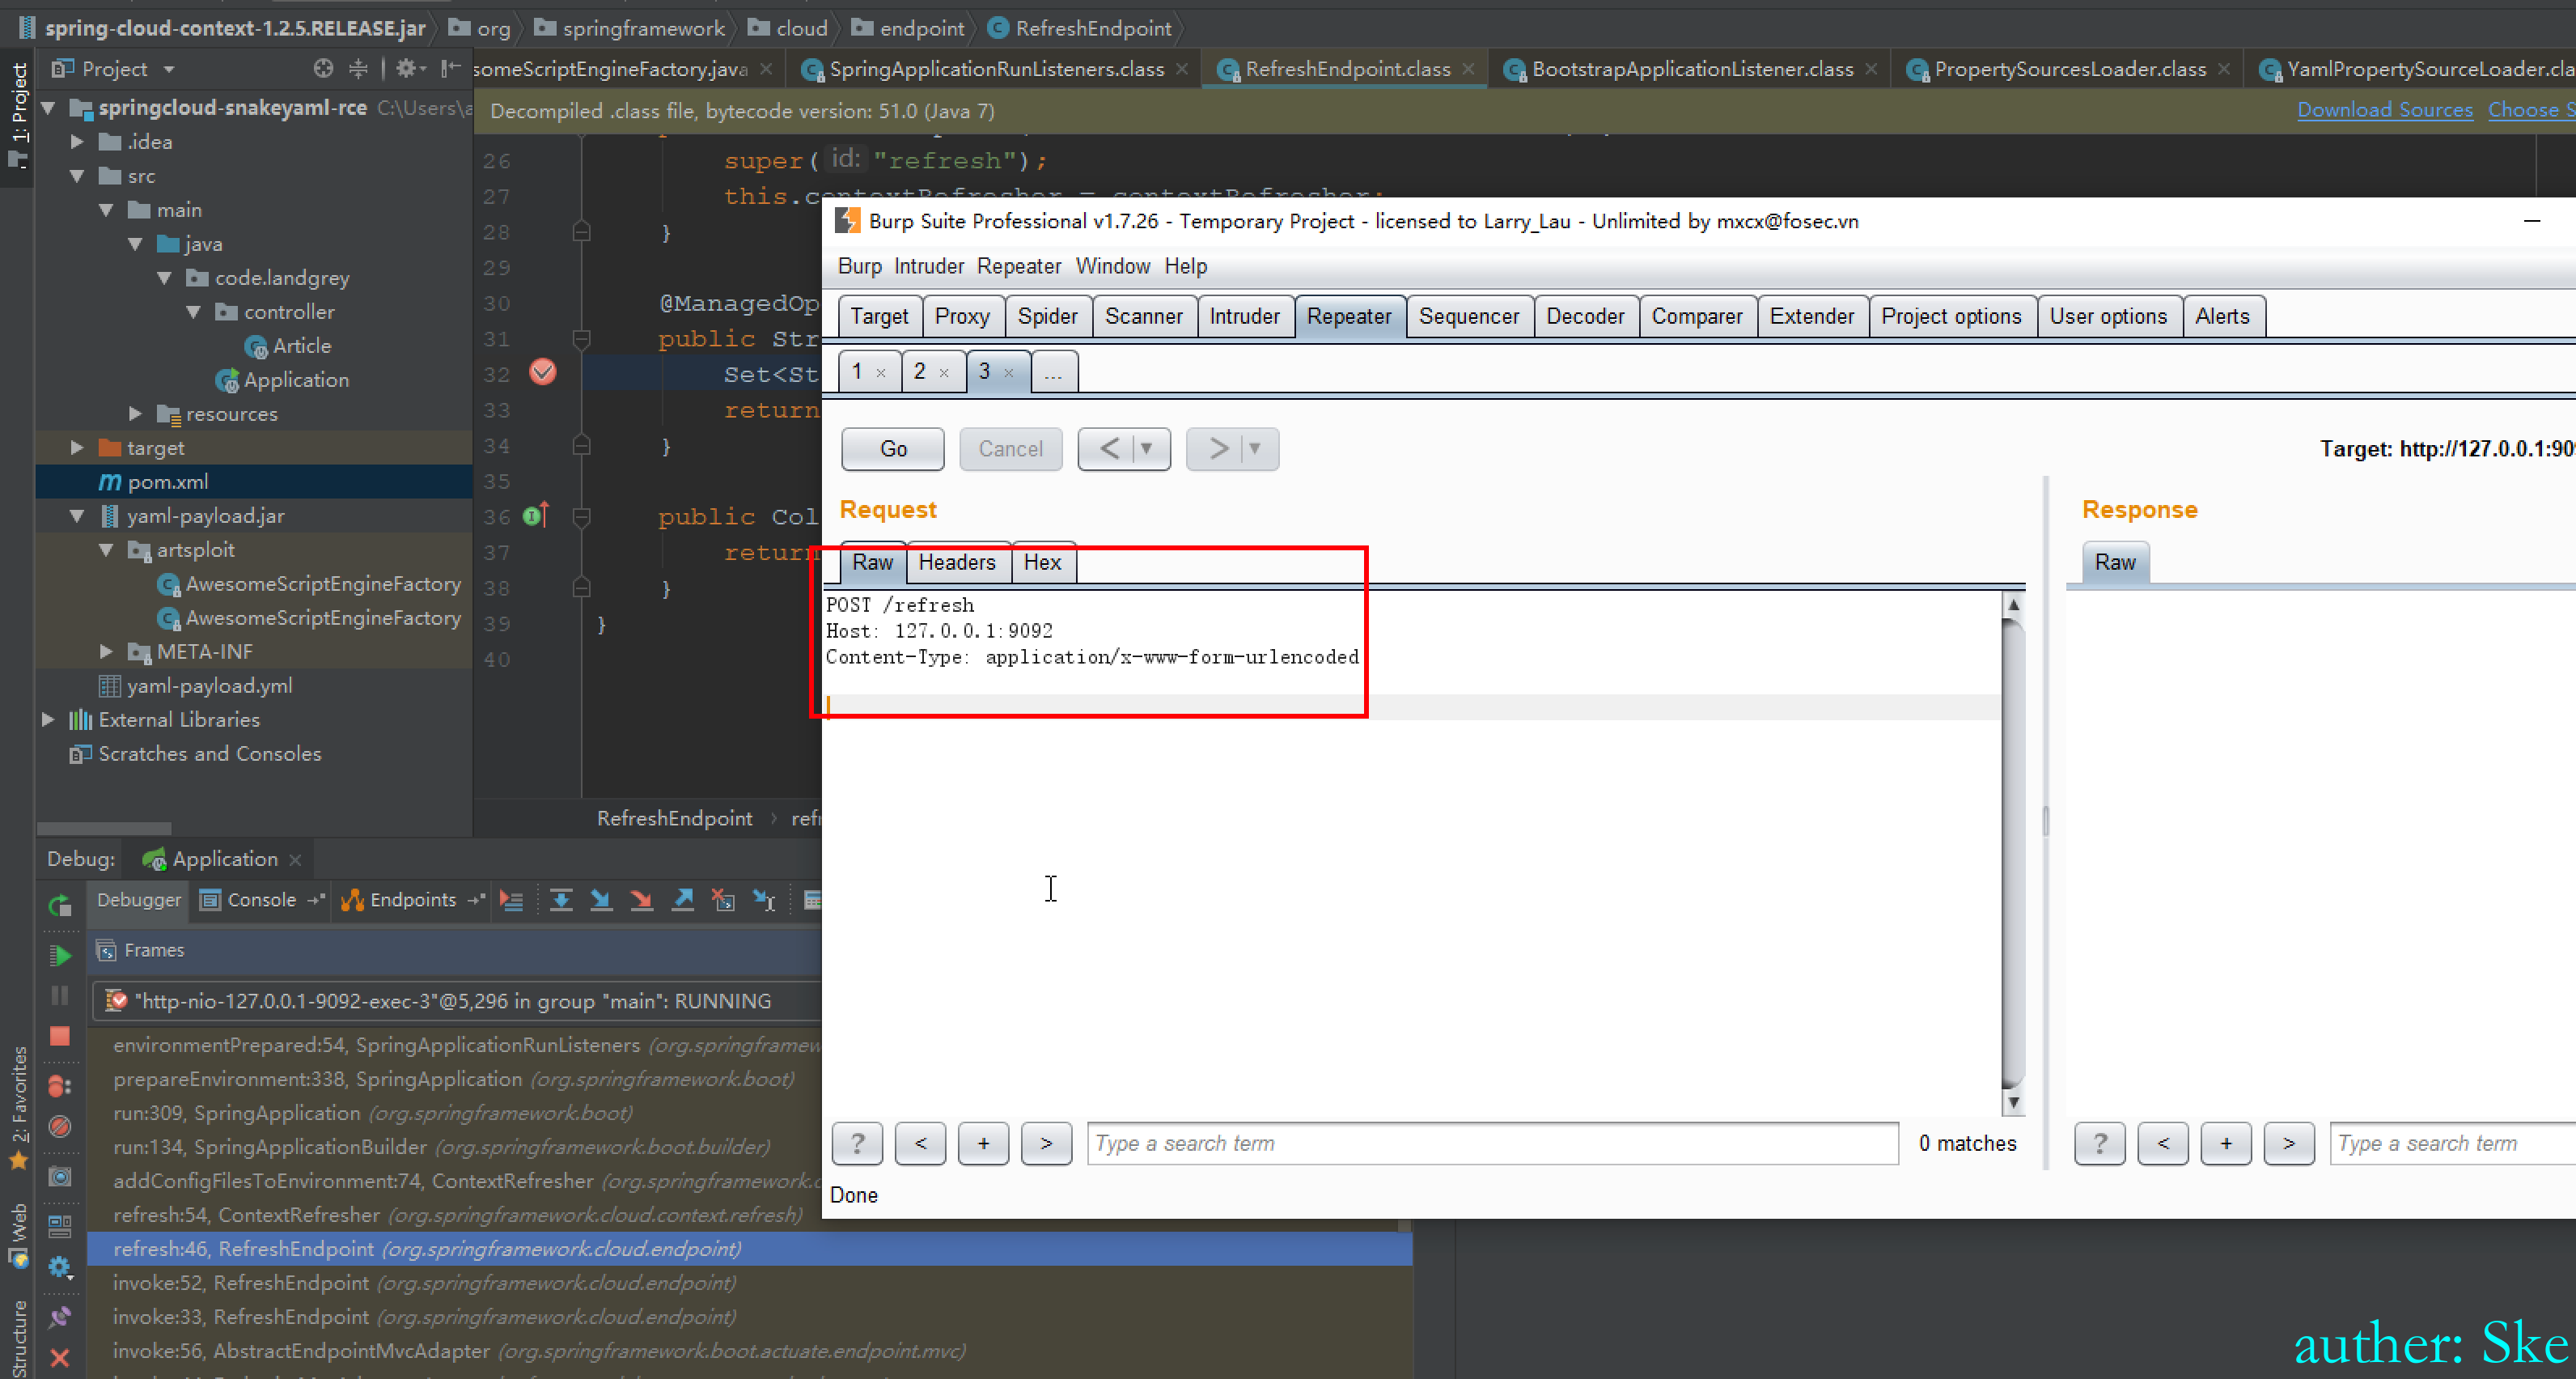 spring-cloud-context-1.2.5.RELEASE.jar org springframework cloud endpoint RefreshEndpoint
1: Project
Project
someScriptEngineFactory.java SpringApplicationRunListeners.class RefreshEndpoint.class BootstrapApplicationListener.class PropertySourcesLoader.class YamlPropertySourceLoader.cla
springcloud-snakeyaml-rce C:\Users\a
.idea
src
main
java
code.landgrey
controller
Article
Application
resources
target
pom.xml
yaml-payload.jar
artsploit
AwesomeScriptEngineFactory
AwesomeScriptEngineFactory
META-INF
yaml-payload.yml
External Libraries
Scratches and Consoles
Decompiled .class file, bytecode version: 51.0 (Java 7)
Download Sources Choose S
26 super( id: "refresh");
27 this.contextRefresher = contextRefresher;
28 }
29
30 @ManagedOp
31 public Str
32 Set<St
33 return
34 }
35
36 public Col
37 return
38 }
39 }
40
RefreshEndpoint › refr
Burp Suite Professional v1.7.26 - Temporary Project - licensed to Larry_Lau - Unlimited by mxcx@fosec.vn
Burp Intruder Repeater Window Help
Target Proxy Spider Scanner Intruder Repeater Sequencer Decoder Comparer Extender Project options User options Alerts
1 × 2 × 3 × ...
Go Cancel < > Target: http://127.0.0.1:909
Request
Raw Headers Hex
POST /refresh
Host: 127.0.0.1:9092
Content-Type: application/x-www-form-urlencoded
? < + > Type a search term 0 matches
Done
Response
Raw
? < + > Type a search term
Debug: Application
Debugger Console Endpoints
Frames
"http-nio-127.0.0.1-9092-exec-3"@5,296 in group "main": RUNNING
environmentPrepared:54, SpringApplicationRunListeners (org.springframew
prepareEnvironment:338, SpringApplication (org.springframework.boot)
run:309, SpringApplication (org.springframework.boot)
run:134, SpringApplicationBuilder (org.springframework.boot.builder)
addConfigFilesToEnvironment:74, ContextRefresher (org.springframework.c
refresh:54, ContextRefresher (org.springframework.cloud.context.refresh)
refresh:46, RefreshEndpoint (org.springframework.cloud.endpoint)
invoke:52, RefreshEndpoint (org.springframework.cloud.endpoint)
invoke:33, RefreshEndpoint (org.springframework.cloud.endpoint)
invoke:56, AbstractEndpointMvcAdapter (org.springframework.boot.actuate.endpoint.mvc)
2: Favorites
Web
Structure
auther: Ske